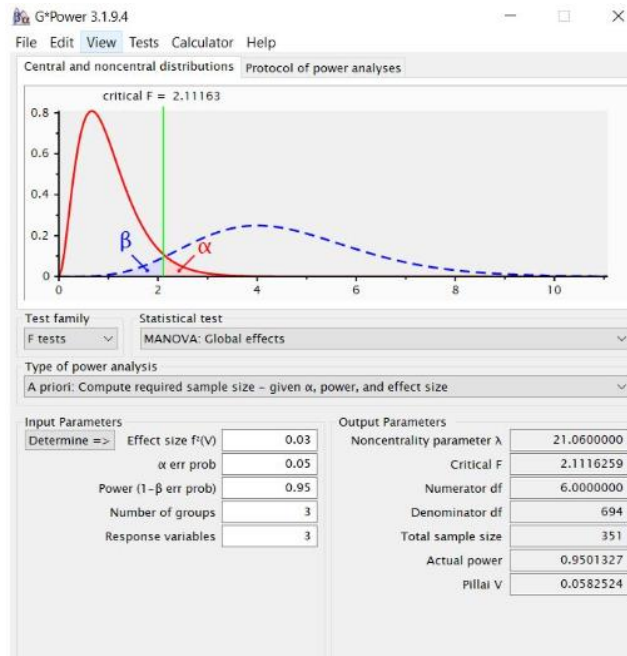 G*Power 3.1.9.4
File Edit View Tests Calculator Help
Central and noncentral distributions Protocol of power analyses
critical F = 2.11163
0.8
0.6
0.4
0.2
0
β
α
0 2 4 6 8 10
Test family Statistical test
F tests MANOVA: Global effects
Type of power analysis
A priori: Compute required sample size – given α, power, and effect size
Input Parameters Output Parameters
Determine => Effect size f²(V) 0.03 Noncentrality parameter λ 21.0600000
α err prob 0.05 Critical F 2.1116259
Power (1-β err prob) 0.95 Numerator df 6.0000000
Number of groups 3 Denominator df 694
Response variables 3 Total sample size 351
Actual power 0.9501327
Pillai V 0.0582524